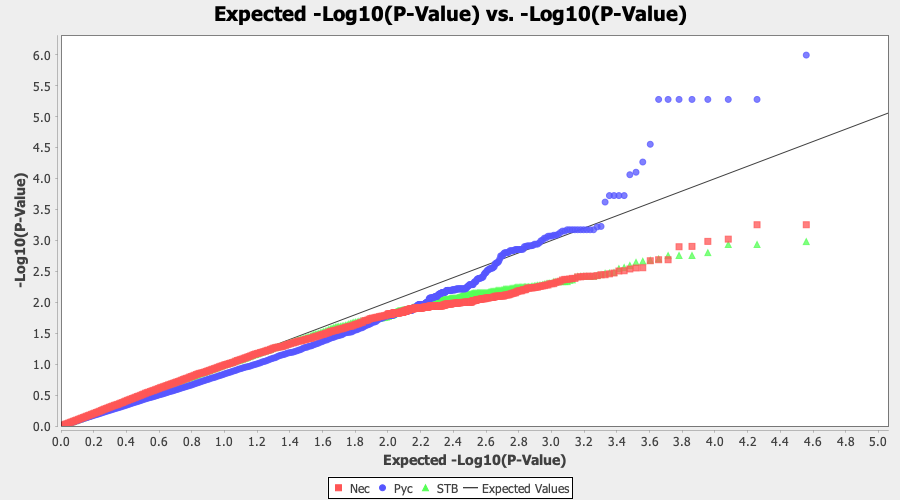 Expected -Log10(P-Value) vs. -Log10(P-Value)
-Log10(P-Value)
6.0
5.5
5.0
4.5
4.0
3.5
3.0
2.5
2.0
1.5
1.0
0.5
0.0
0.0 0.2 0.4 0.6 0.8 1.0 1.2 1.4 1.6 1.8 2.0 2.2 2.4 2.6 2.8 3.0 3.2 3.4 3.6 3.8 4.0 4.2 4.4 4.6 4.8 5.0
Expected -Log10(P-Value)
Nec Pyc STB Expected Values